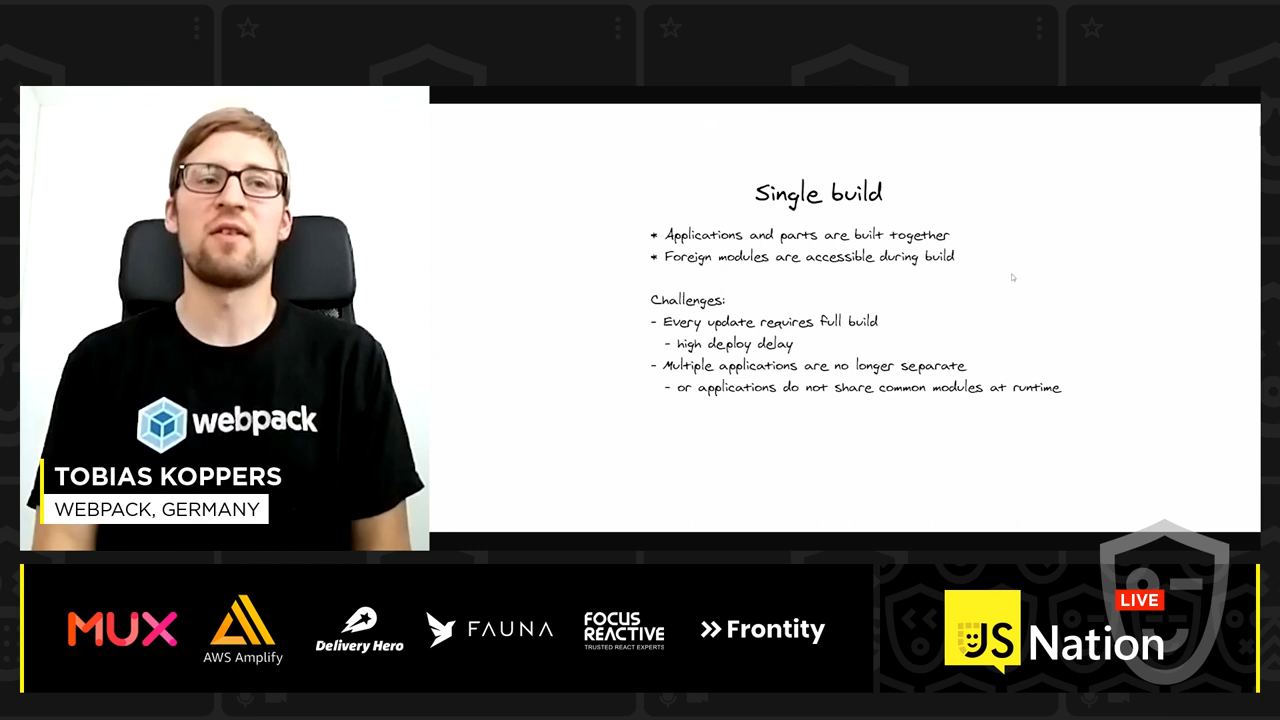 Single build
* Applications and parts are built together
* Foreign modules are accessible during build
Challenges:
- Every update requires full build
- high deploy delay
- Multiple applications are no longer separate
- or applications do not share common modules at runtime
webpack
TOBIAS KOPPERS
WEBPACK, GERMANY
MUX
AWS Amplify
Delivery Hero
FAUNA
FOCUS
REACTIVE
TRUSTED REACT EXPERTS
Frontity
LIVE
JS Nation